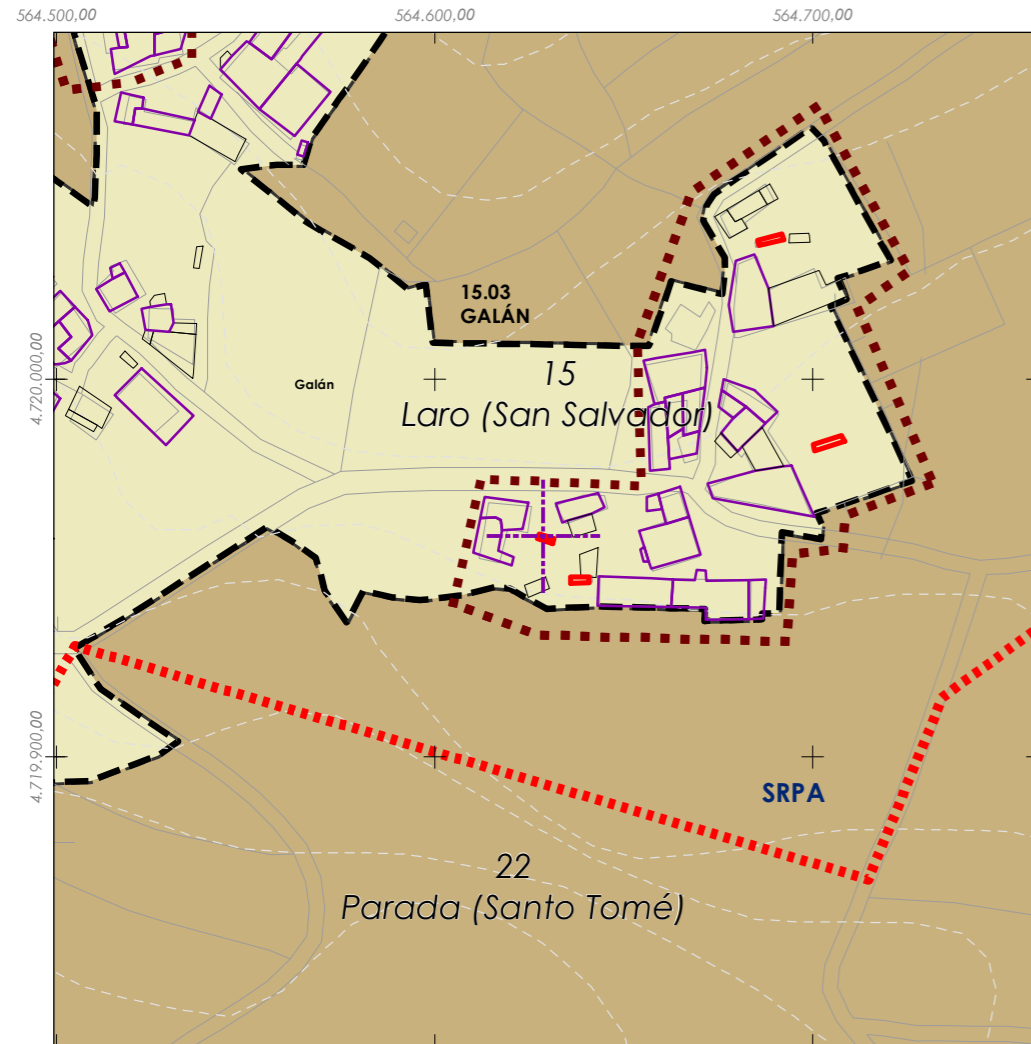 564.500,00
564.600,00
564.700,00
15.03
GALÁN
4.720.000,00
Galán
15
Laro (San Salvador)
4.719.900,00
SRPA
22
Parada (Santo Tomé)